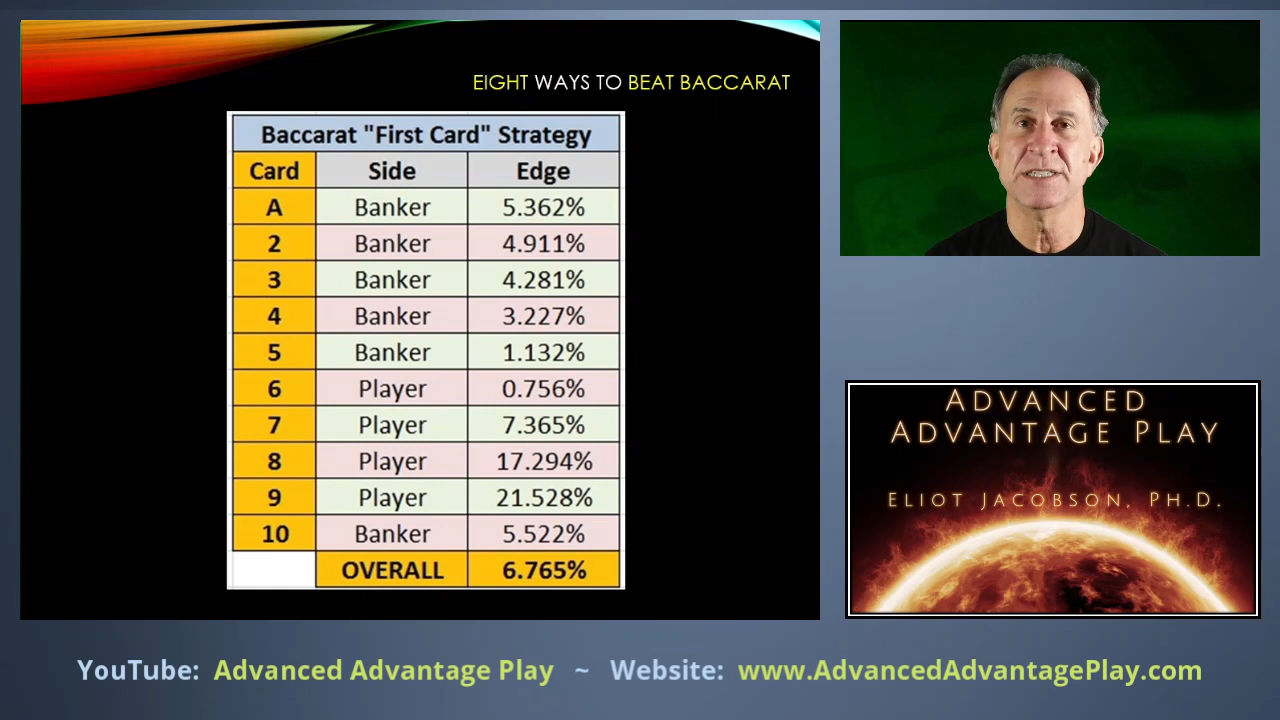 EIGHT WAYS TO BEAT BACCARAT
Baccarat "First Card" Strategy
Card Side Edge
A Banker 5.362%
2 Banker 4.911%
3 Banker 4.281%
4 Banker 3.227%
5 Banker 1.132%
6 Player 0.756%
7 Player 7.365%
8 Player 17.294%
9 Player 21.528%
10 Banker 5.522%
OVERALL 6.765%
ADVANCED
ADVANTAGE PLAY
ELIOT JACOBSON, PH.D.
YouTube: Advanced Advantage Play ~ Website: www.AdvancedAdvantagePlay.com